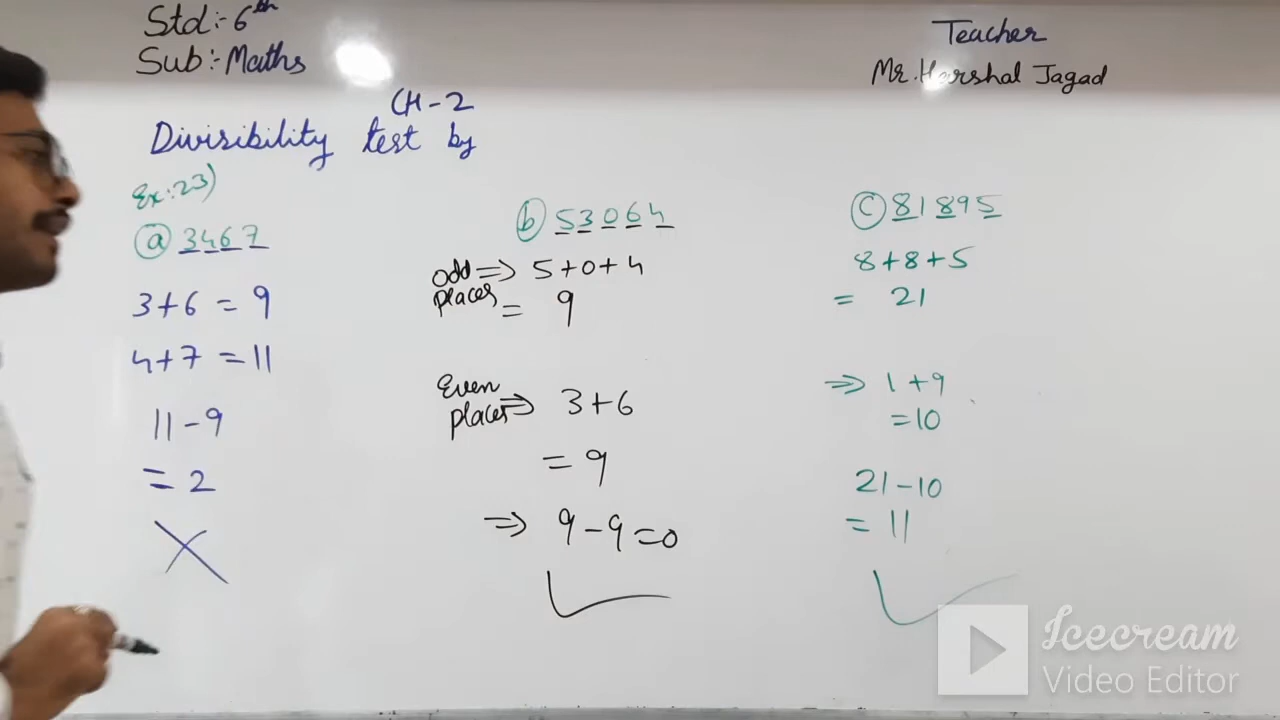 Std:- 6th
Sub:- Maths
Teacher
Mr. Harshal Jagad
CH-2
Divisibility test by
Ex:23)
(a) 3467
3+6 = 9
4+7 = 11
11-9
= 2
(b) 53064
odd places ⇒ 5+0+4
= 9
Even places ⇒ 3+6
= 9
⇒ 9-9=0
(c) 81895
8+8+5
= 21
⇒ 1+9
=10
21-10
= 11
Icecream
Video Editor